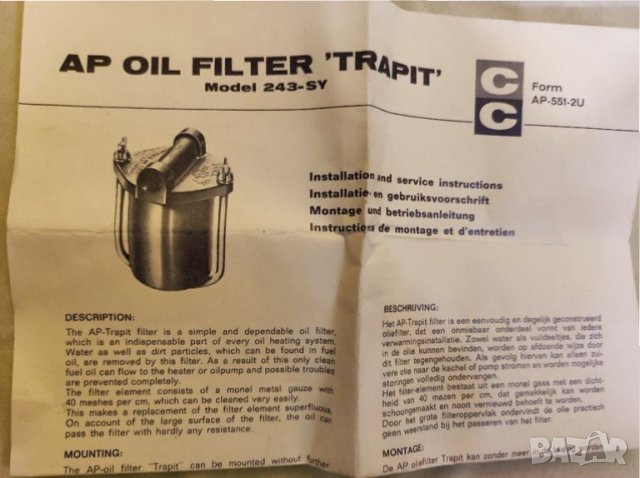 AP OIL FILTER 'TRAPIT'
Model 243-SY
CC
Form
AP-551-2U
Installation and service instructions
Installatie- en gebruiksvoorschrift
Montage und betriebsanleitung
Instructions de montage et d'entretien
DESCRIPTION:
The AP-Trapit filter is a simple and dependable oil filter,
which is an indispensable part of every oil heating system.
Water as well as dirt particles, which can be found in fuel
oil, are removed by this filter. As a result of this only clean
fuel oil can flow to the heater or oilpump and possible troubles
are prevented completely.
The filter element consists of a monel metal gauze with
40 meshes per cm, which can be cleaned very easily.
This makes a replacement of the filter element superfluous.
On account of the large surface of the filter, the oil can
pass the filter with hardly any resistance.
MOUNTING:
The AP-oil filter "Trapit" can be mounted without further
BESCHRIJVING:
Het AP-Trapit filter is een eenvoudig en degelijk geconstrueerd
oliefilter, dat een onmisbaar onderdeel vormt van iedere
verwarmingsinstallatie. Zowel water als vuildeeltjes, die zich
in de olie kunnen bevinden, worden op afdoende wijze door
dit filter tegengehouden. Als gevolg hiervan kan alleen zui-
vere olie naar de kachel of pomp stromen en worden mogelijke
storingen volledig ondervangen.
Het filter-element bestaat uit een monel gaas met een dicht-
heid van 40 mazen per cm, dat gemakkelijk kan worden
schoongemaakt en nooit vernieuwd behoeft te worden.
Door het grote filteroppervlak ondervindt de olie practisch
geen weerstand bij het passeren van het filter.
MONTAGE:
De AP oliefilter Trapit kan zonder meer
bazar.bg